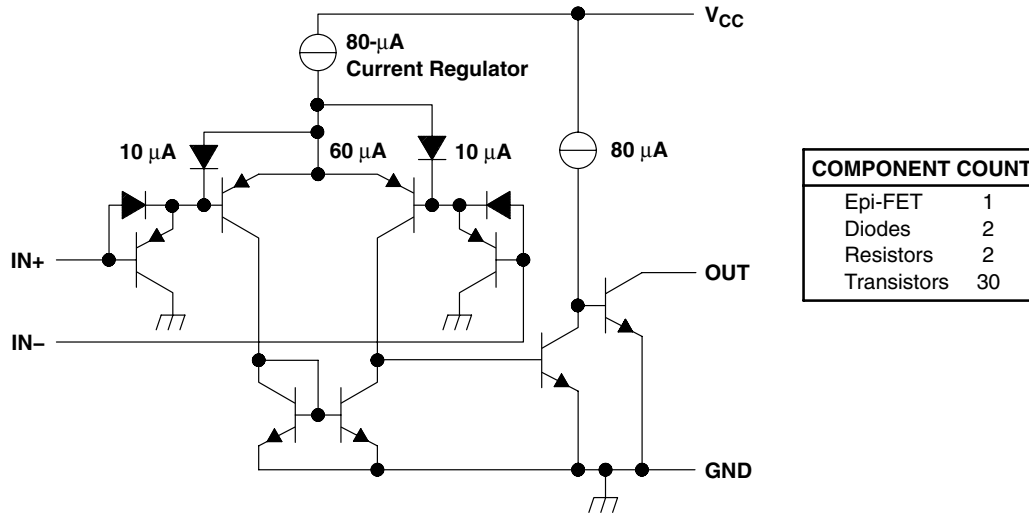 V_CC
80-μA
Current Regulator
10 μA
60 μA
10 μA
80 μA
COMPONENT COUNT
Epi-FET 1
Diodes 2
Resistors 2
Transistors 30
IN+
OUT
IN−
GND